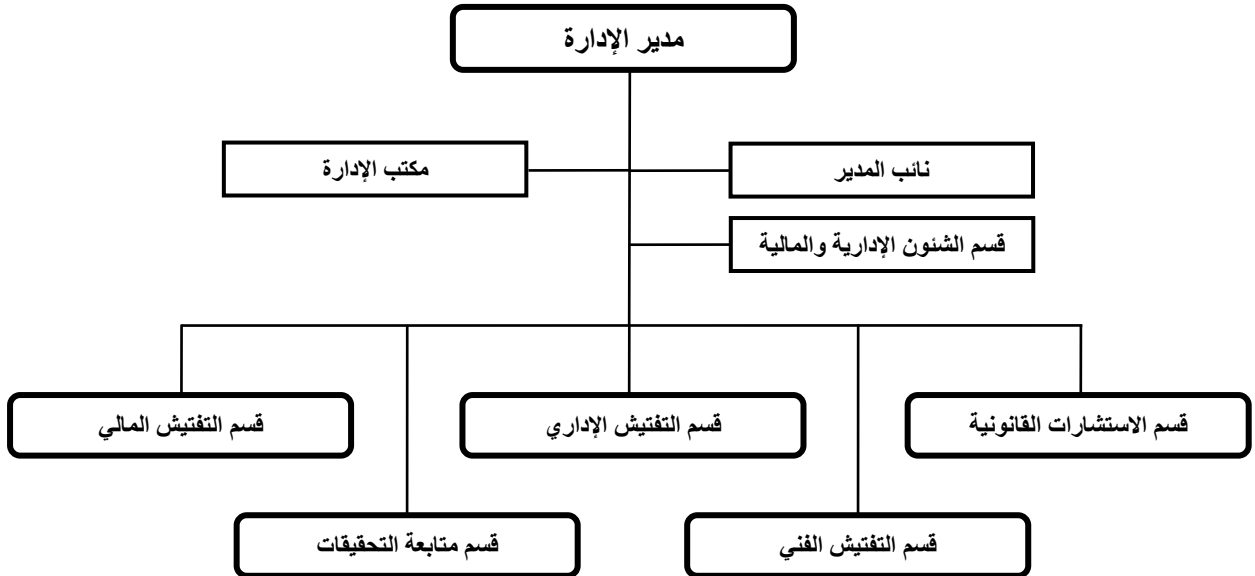 مدير الإدارة
نائب المدير
مكتب الإدارة
قسم الشئون الإدارية والمالية
قسم الاستشارات القانونية
قسم التفتيش الإداري
قسم التفتيش المالي
قسم التفتيش الفني
قسم متابعة التحقيقات